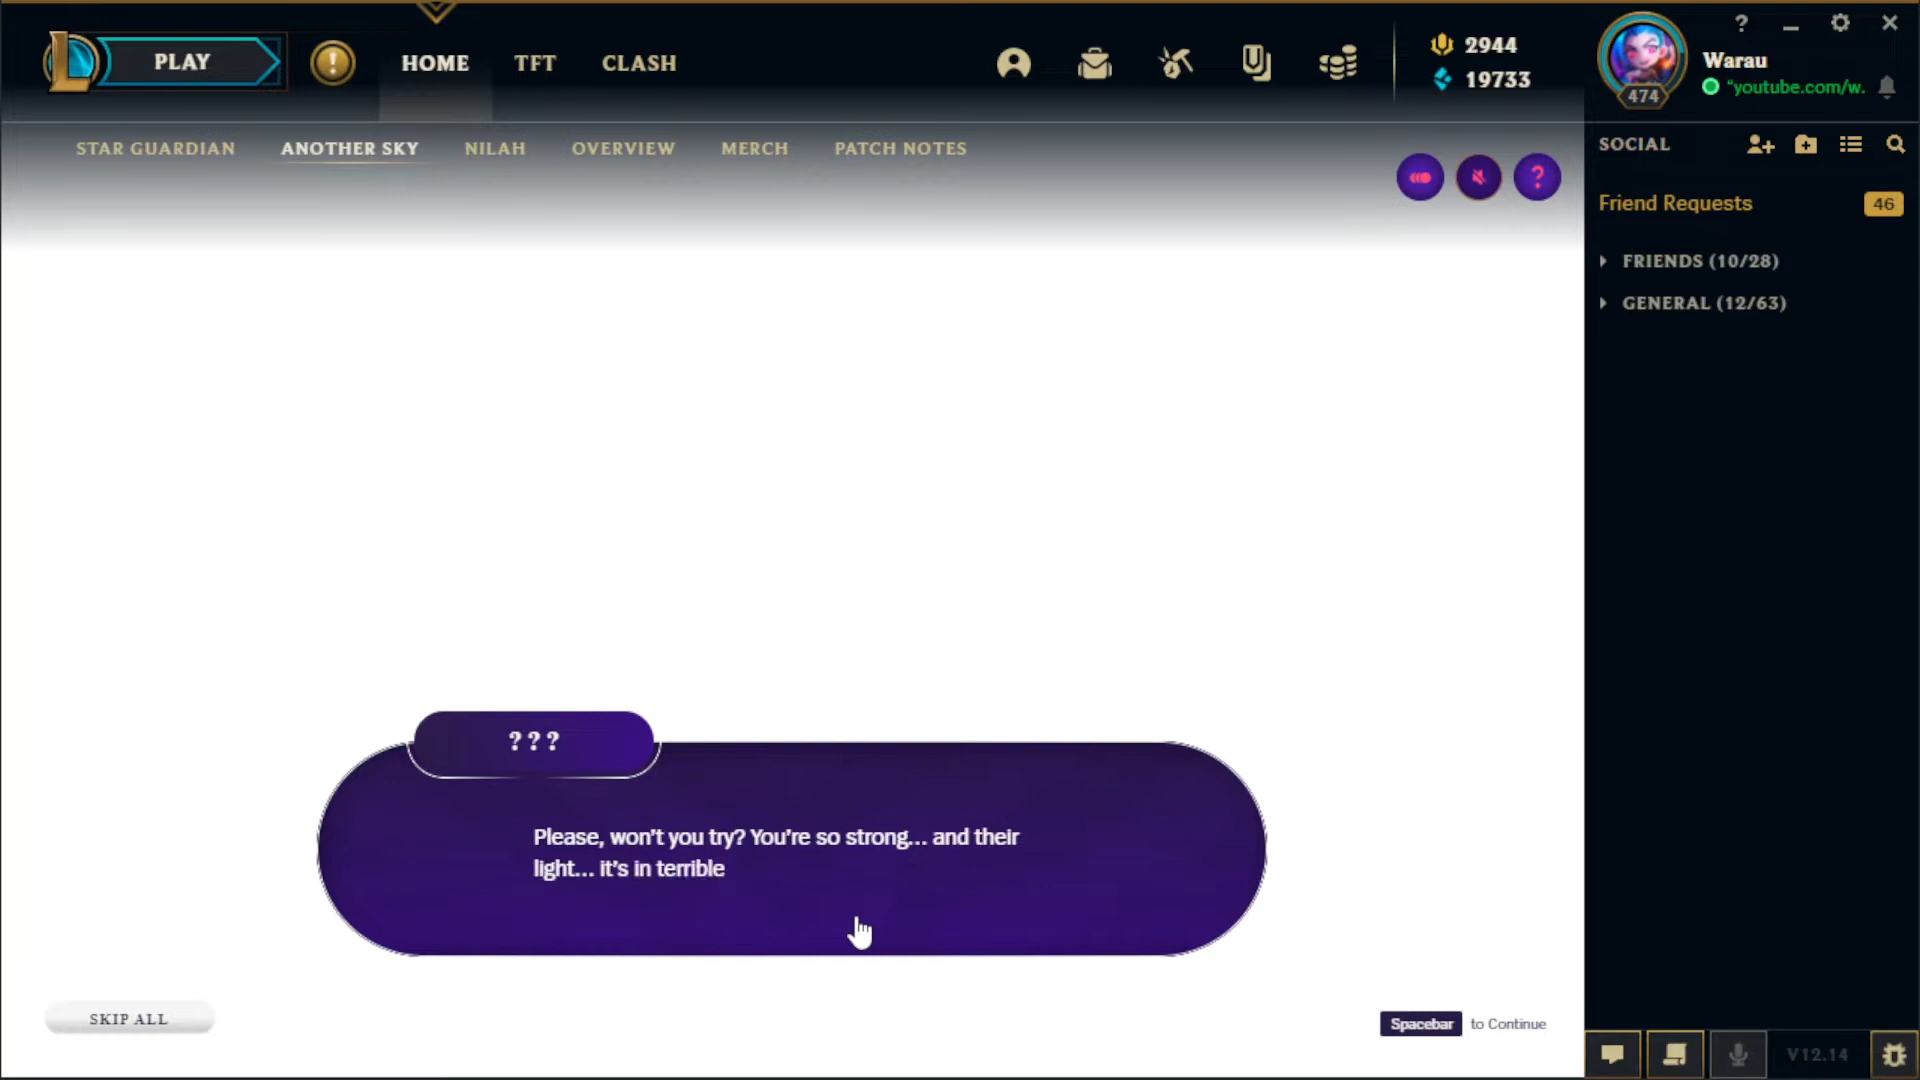 PLAY
HOME
TFT
CLASH
2944
19733
474
Warau
"youtube.com/w.
STAR GUARDIAN
ANOTHER SKY
NILAH
OVERVIEW
MERCH
PATCH NOTES
SOCIAL
Friend Requests
46
FRIENDS (10/28)
GENERAL (12/63)
???
Please, won't you try? You're so strong... and their
light... it's in terrible
SKIP ALL
Spacebar to Continue
V12.14